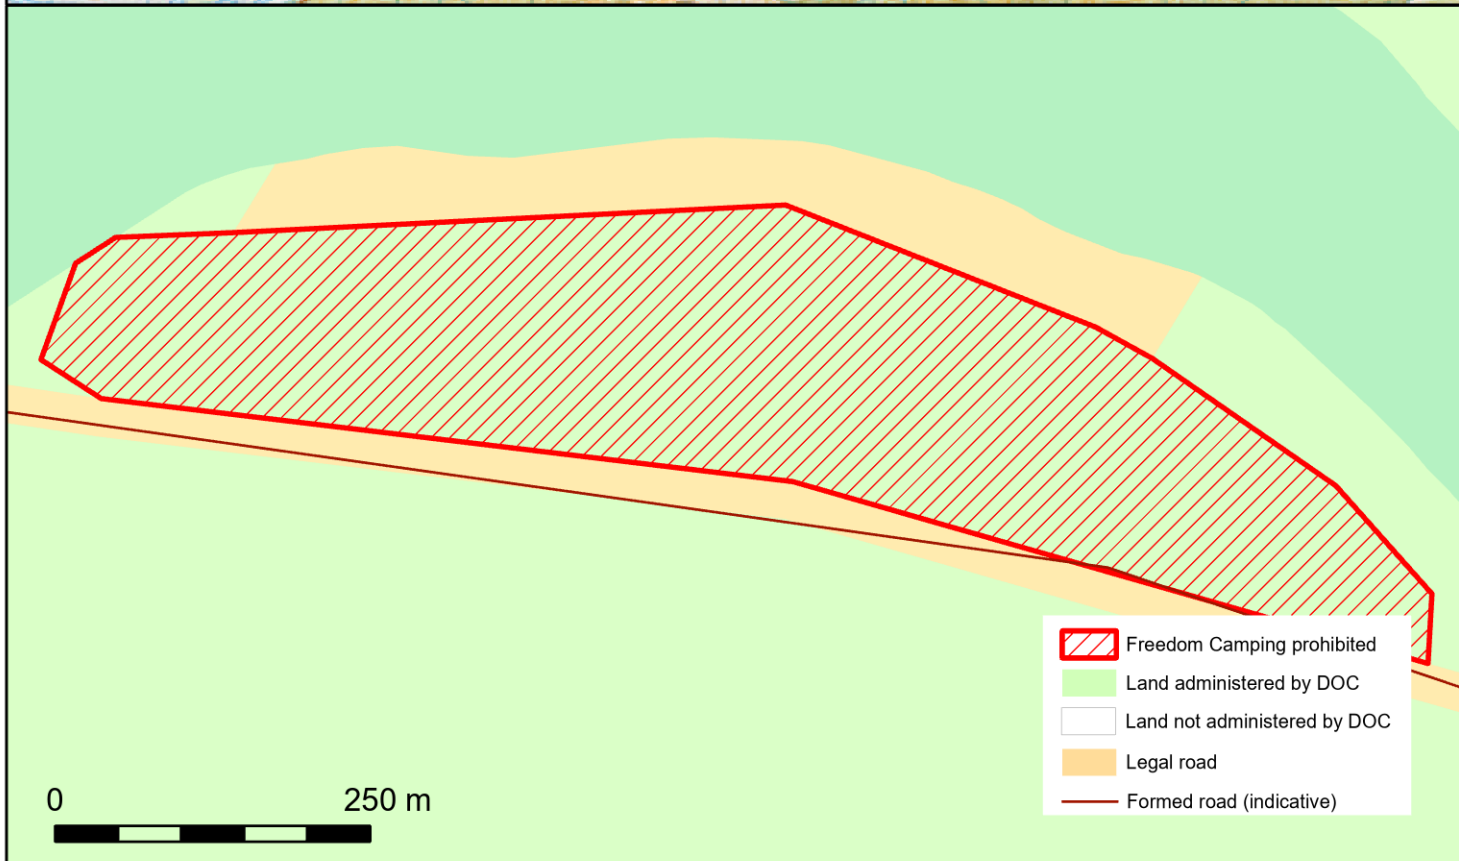 Freedom Camping prohibited
Land administered by DOC
Land not administered by DOC
Legal road
Formed road (indicative)
0 250 m